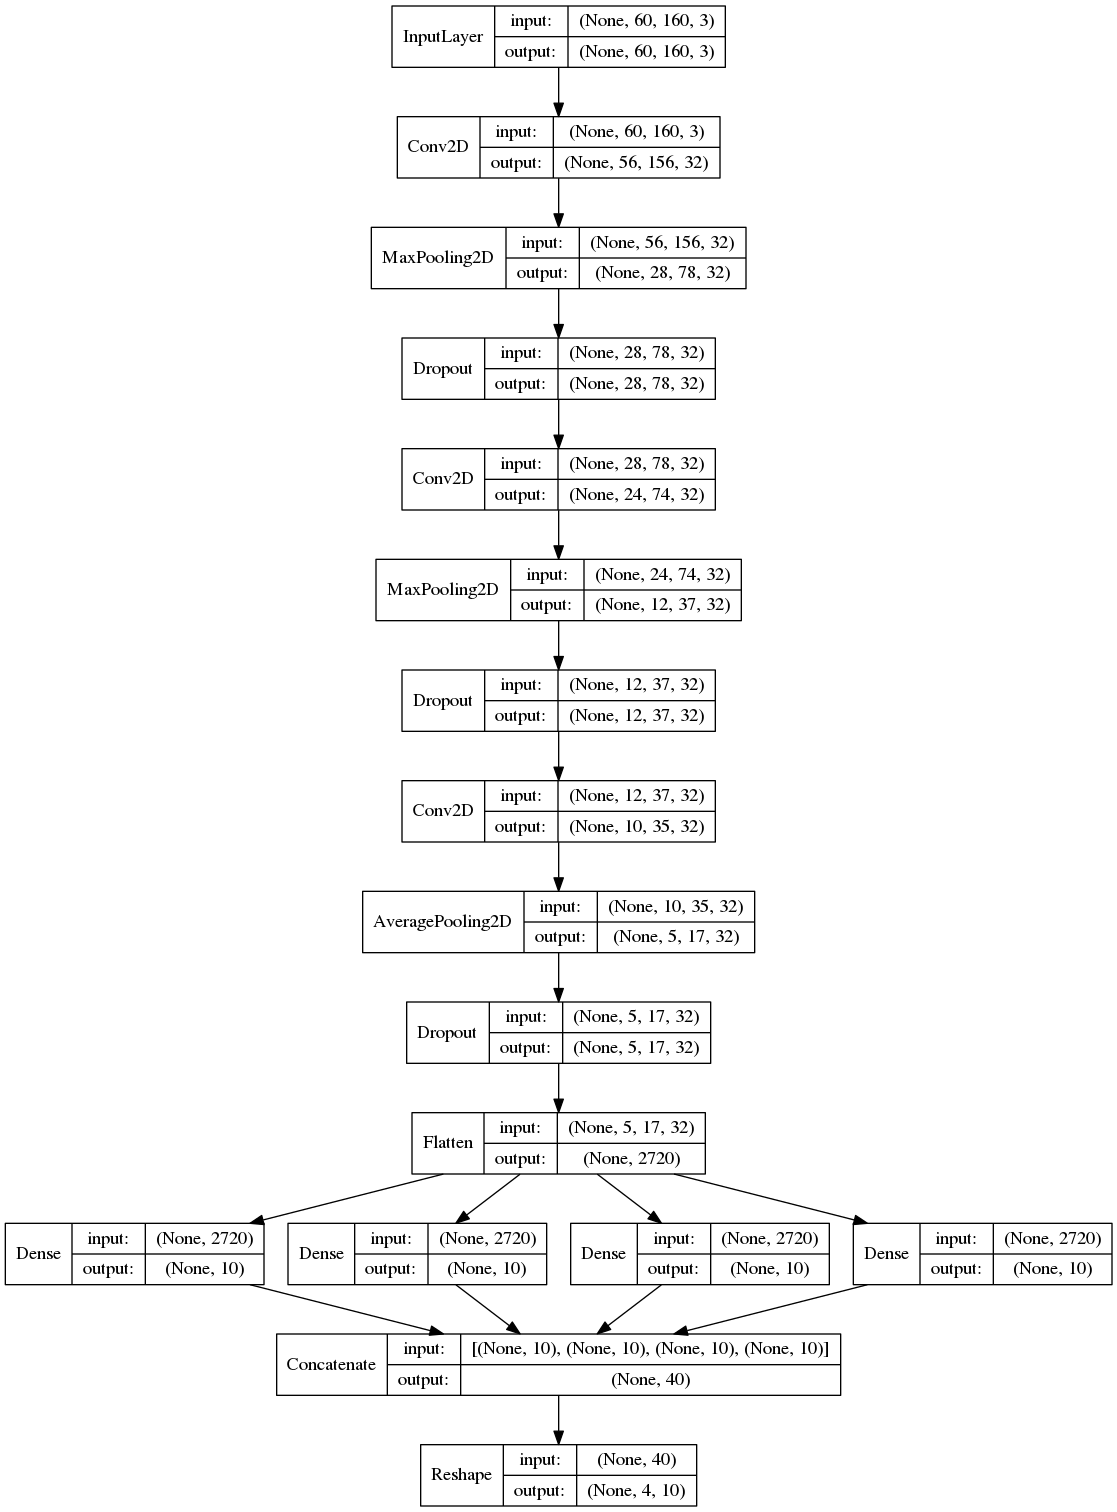 InputLayer
input: (None, 60, 160, 3)
output: (None, 60, 160, 3)
Conv2D
input: (None, 60, 160, 3)
output: (None, 56, 156, 32)
MaxPooling2D
input: (None, 56, 156, 32)
output: (None, 28, 78, 32)
Dropout
input: (None, 28, 78, 32)
output: (None, 28, 78, 32)
Conv2D
input: (None, 28, 78, 32)
output: (None, 24, 74, 32)
MaxPooling2D
input: (None, 24, 74, 32)
output: (None, 12, 37, 32)
Dropout
input: (None, 12, 37, 32)
output: (None, 12, 37, 32)
Conv2D
input: (None, 12, 37, 32)
output: (None, 10, 35, 32)
AveragePooling2D
input: (None, 10, 35, 32)
output: (None, 5, 17, 32)
Dropout
input: (None, 5, 17, 32)
output: (None, 5, 17, 32)
Flatten
input: (None, 5, 17, 32)
output: (None, 2720)
Dense
input: (None, 2720)
output: (None, 10)
Dense
input: (None, 2720)
output: (None, 10)
Dense
input: (None, 2720)
output: (None, 10)
Dense
input: (None, 2720)
output: (None, 10)
Concatenate
input: [(None, 10), (None, 10), (None, 10), (None, 10)]
output: (None, 40)
Reshape
input: (None, 40)
output: (None, 4, 10)